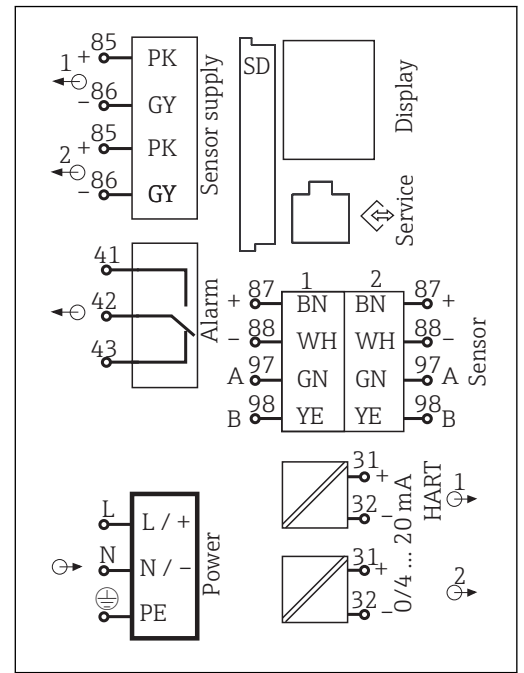 1 + 85 PK
- 86 GY
2 + 85 PK
- 86 GY
Sensor supply
SD
Display
Service
41
42
43
Alarm
1 2
+ 87 BN BN 87 +
- 88 WH WH 88 -
A 97 GN GN 97 A
B 98 YE YE 98 B
Sensor
L L / +
N N / -
PE
Power
31 +
32 -
31 +
32 -
0/4 ... 20 mA
HART
1
2